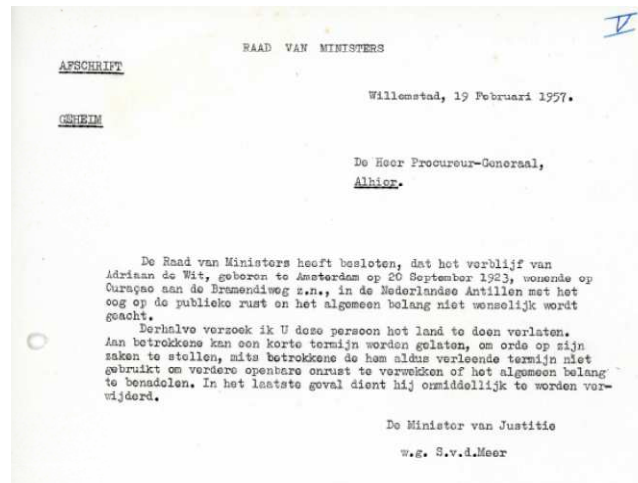 V
RAAD VAN MINISTERS
AFSCHRIFT
Willemstad, 19 Februari 1957.
GEHEIM
De Heer Procureur-Generaal,
Alhier.
De Raad van Ministers heeft besloten, dat het verblijf van
Adriaan de Wit, geboren te Amsterdam op 20 September 1923, wonende op
Curaçao aan de Bramendiweg z.n., in de Nederlandse Antillen met het
oog op de publieke rust en het algemeen belang niet wenselijk wordt
geacht.
Derhalve verzoek ik U deze persoon het land te doen verlaten.
Aan betrokkene kan een korte termijn worden gelaten, om orde op zijn
zaken te stellen, mits betrokkene de hem aldus verleende termijn niet
gebruikt om verdere openbare onrust te verwekken of het algemeen belang
te benadelen. In het laatste geval dient hij onmiddellijk te worden ver-
wijderd.
De Minister van Justitie
w.g. S.v.d.Meer